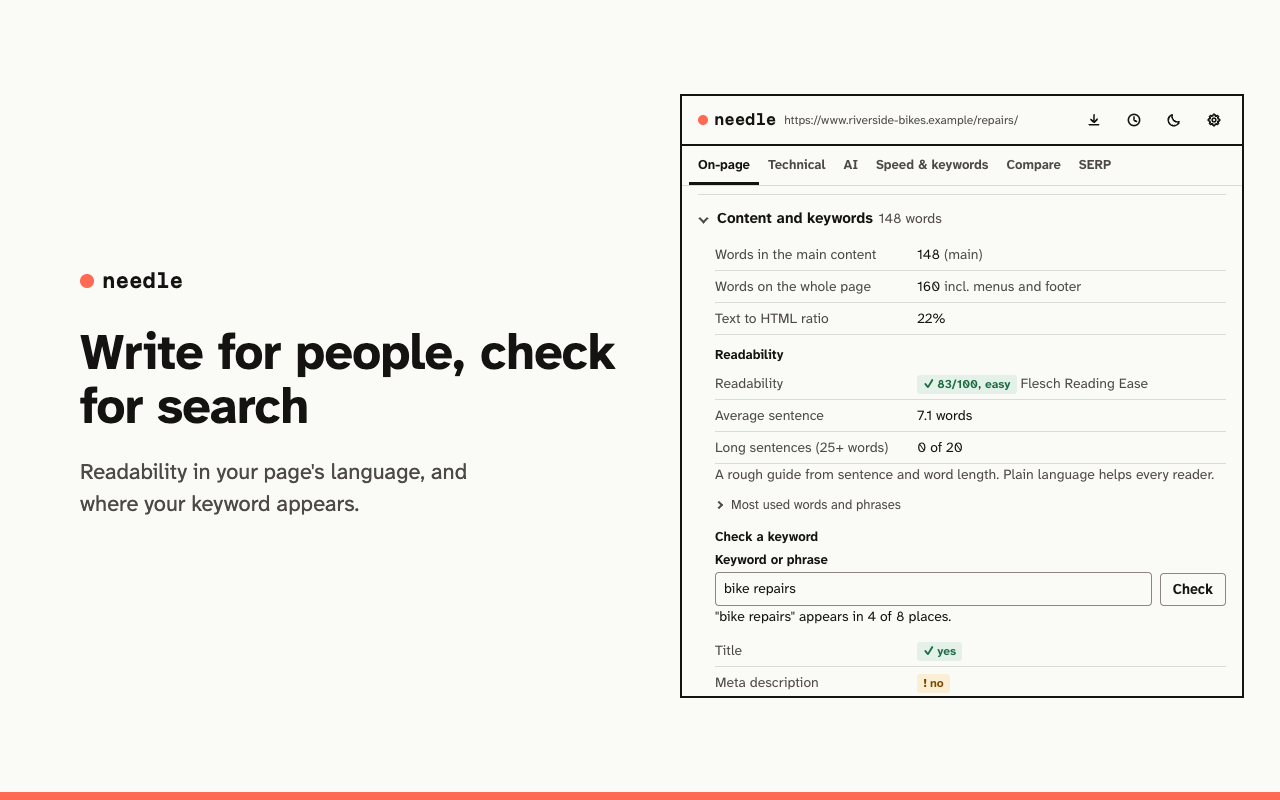 needle
Write for people, check
for search
Readability in your page's language, and
where your keyword appears.
needle https://www.riverside-bikes.example/repairs/
On-page Technical AI Speed & keywords Compare SERP
Content and keywords 148 words
Words in the main content 148 (main)
Words on the whole page 160 incl. menus and footer
Text to HTML ratio 22%
Readability
Readability ✓ 83/100, easy Flesch Reading Ease
Average sentence 7.1 words
Long sentences (25+ words) 0 of 20
A rough guide from sentence and word length. Plain language helps every reader.
Most used words and phrases
Check a keyword
Keyword or phrase
bike repairs Check
"bike repairs" appears in 4 of 8 places.
Title ✓ yes
Meta description ! no